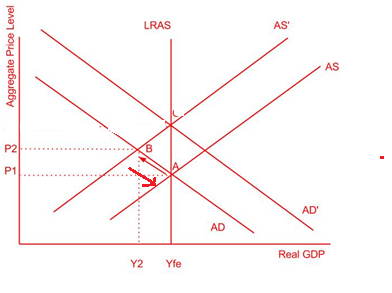 Aggregate Price Level
LRAS
AS'
AS
P2
B
P1
A
AD'
AD
Real GDP
Y2
Yfe